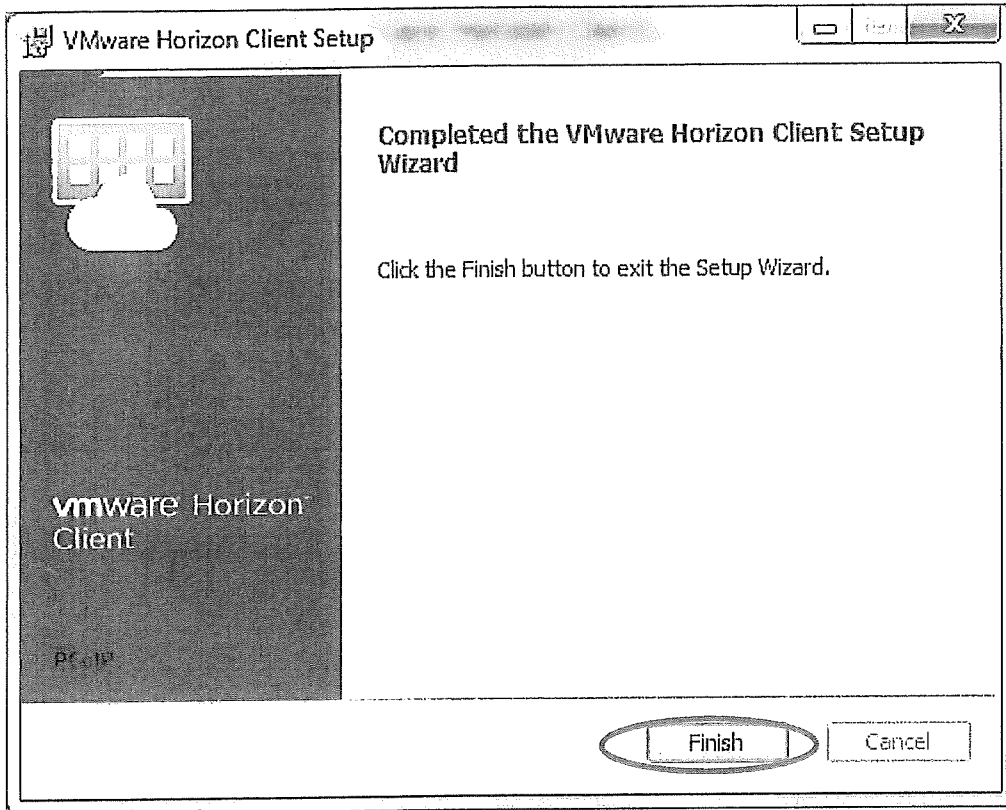 VMware Horizon Client Setup
Completed the VMware Horizon Client Setup
Wizard
Click the Finish button to exit the Setup Wizard.
vmware Horizon™
Client
Finish
Cancel